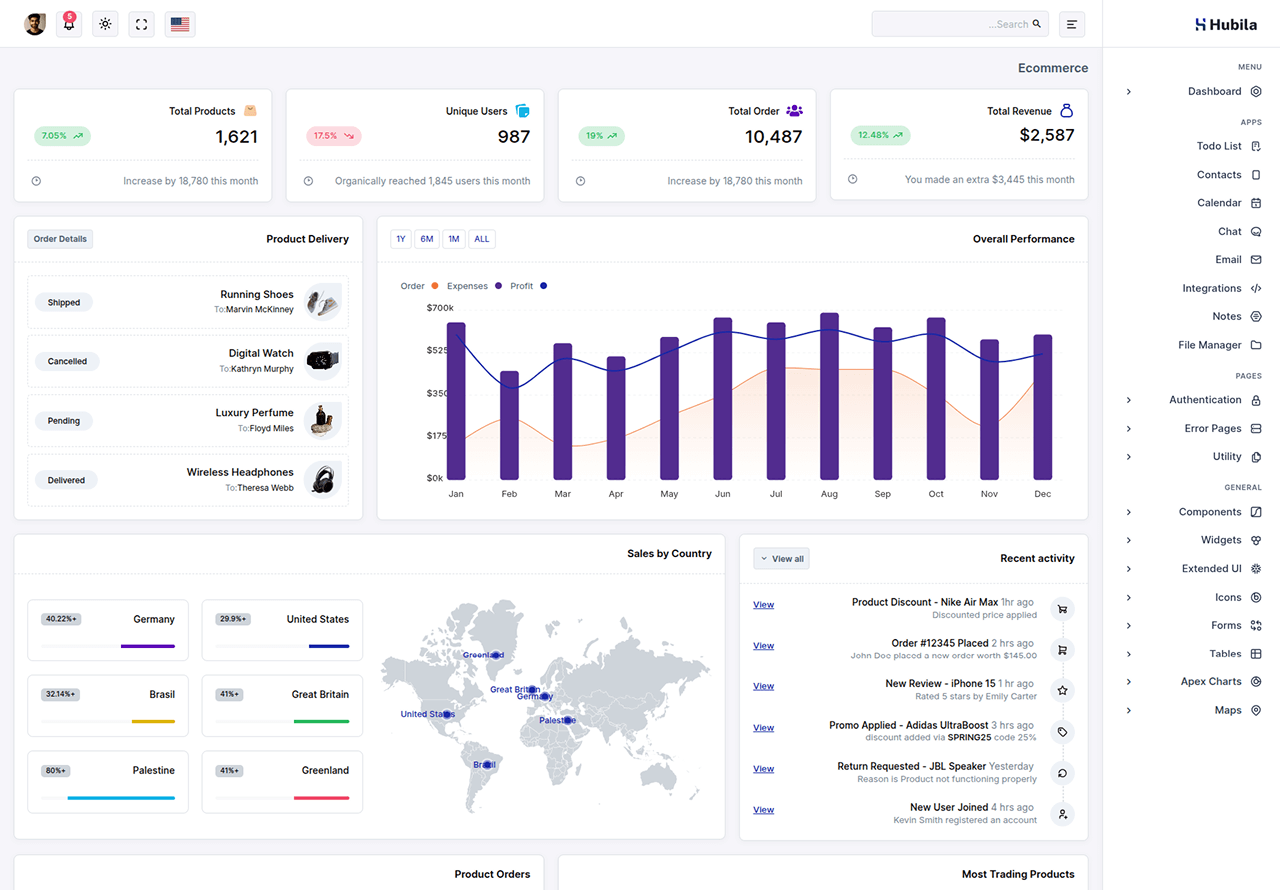 5
...Search
Hubila
MENU
Dashboard
APPS
Todo List
Contacts
Calendar
Chat
Email
Integrations
Notes
File Manager
PAGES
Authentication
Error Pages
Utility
GENERAL
Components
Widgets
Extended UI
Icons
Forms
Tables
Apex Charts
Maps
Ecommerce
Total Products
7.05%
1,621
Increase by 18,780 this month
Unique Users
17.5%
987
Organically reached 1,845 users this month
Total Order
19%
10,487
Increase by 18,780 this month
Total Revenue
12.48%
$2,587
You made an extra $3,445 this month
Order Details
Product Delivery
Shipped
Running Shoes
To:Marvin McKinney
Cancelled
Digital Watch
To:Kathryn Murphy
Pending
Luxury Perfume
To:Floyd Miles
Delivered
Wireless Headphones
To:Theresa Webb
1Y 6M 1M ALL
Overall Performance
Order Expenses Profit
$700k
$525
$350
$175
$0k
Jan Feb Mar Apr May Jun Jul Aug Sep Oct Nov Dec
Sales by Country
40.22%+ Germany
29.9%+ United States
32.14%+ Brasil
41%+ Great Britain
80%+ Palestine
41%+ Greenland
Greenland
Great Britain
Germany
United States
Palestine
Brasil
View all
Recent activity
View
Product Discount - Nike Air Max 1hr ago
Discounted price applied
View
Order #12345 Placed 2 hrs ago
John Doe placed a new order worth $145.00
View
New Review - iPhone 15 1 hr ago
Rated 5 stars by Emily Carter
View
Promo Applied - Adidas UltraBoost 3 hrs ago
discount added via SPRING25 code 25%
View
Return Requested - JBL Speaker Yesterday
Reason is Product not functioning properly
View
New User Joined 4 hrs ago
Kevin Smith registered an account
Product Orders
Most Trading Products